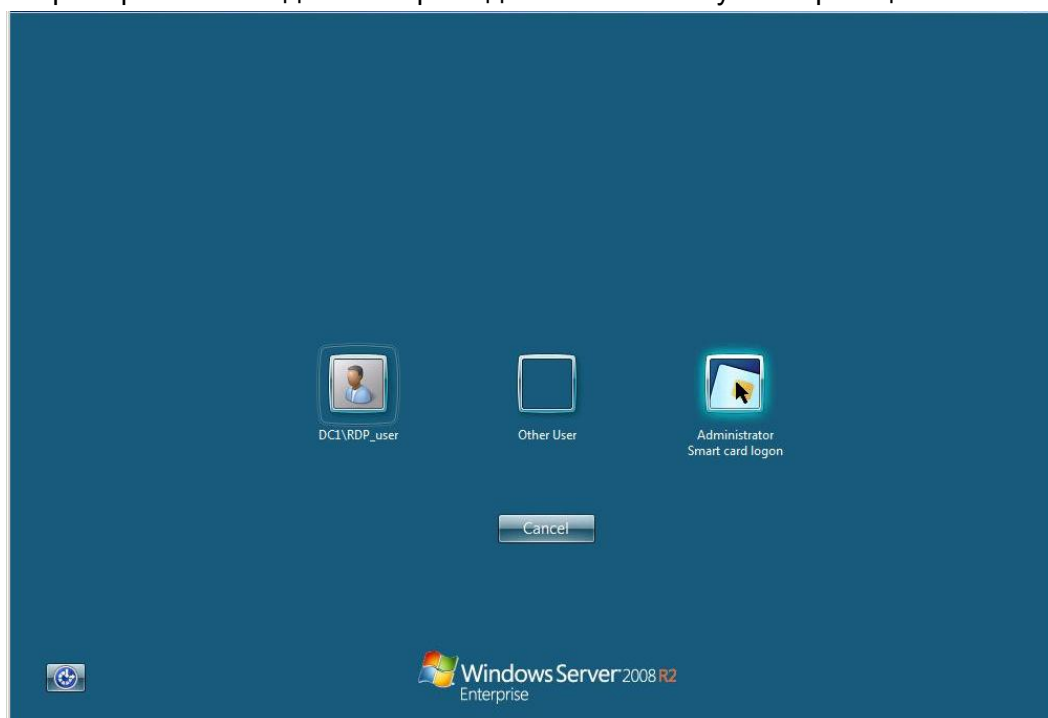 DC1\RDP_user
Other User
Administrator
Smart card logon
Cancel
Windows Server 2008 R2
Enterprise